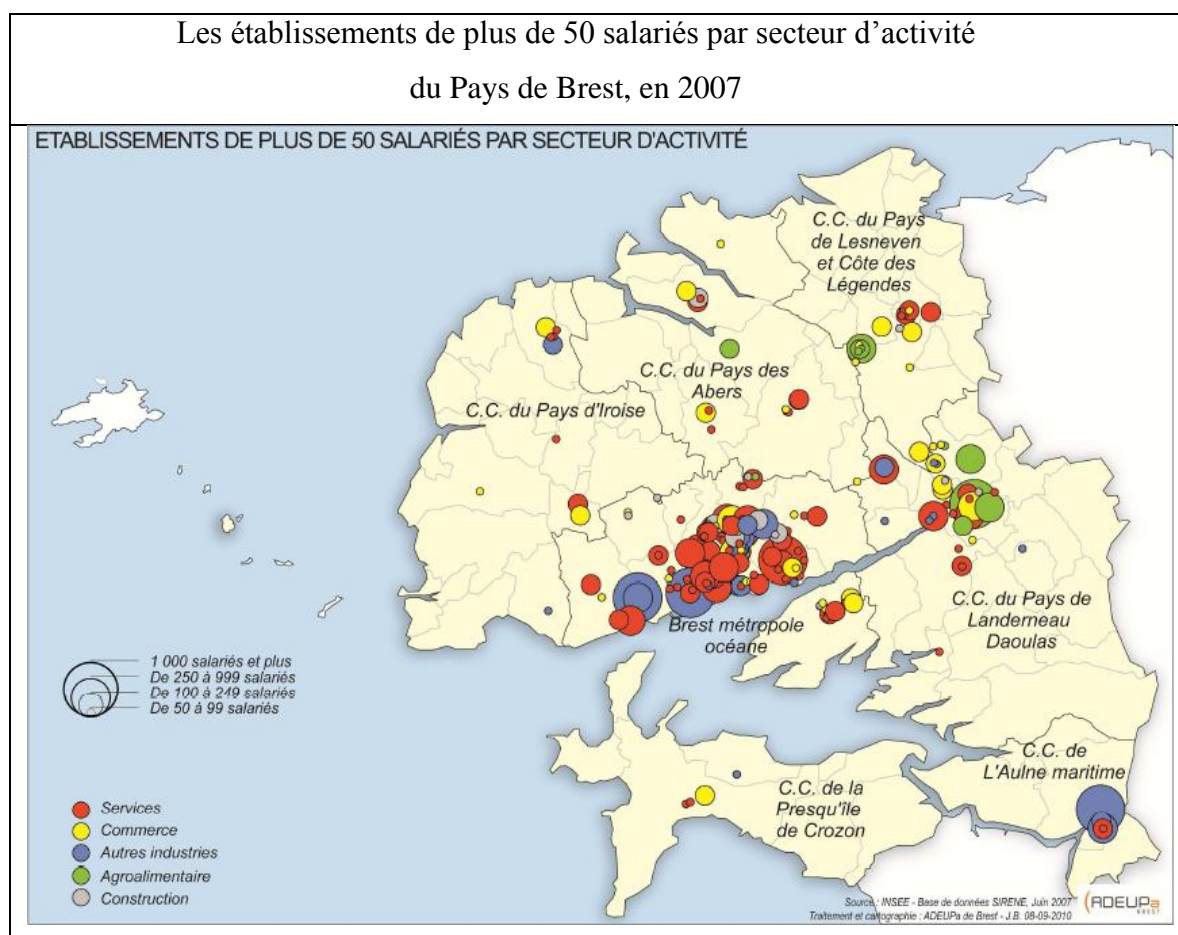 Les établissements de plus de 50 salariés par secteur d'activité
du Pays de Brest, en 2007
ETABLISSEMENTS DE PLUS DE 50 SALARIÉS PAR SECTEUR D'ACTIVITÉ
C.C. du Pays
de Lesneven
et Côte des
Légendes
C.C. du Pays des
Abers
C.C. du Pays d'Iroise
Brest métropole
océane
C.C. du Pays de
Landerneau
Daoulas
C.C. de
L'Aulne maritime
C.C. de la
Presqu'île
de Crozon
1 000 salariés et plus
De 250 à 999 salariés
De 100 à 249 salariés
De 50 à 99 salariés
Services
Commerce
Autres industries
Agroalimentaire
Construction
Source : INSEE - Base de données SIRENE, Juin 2007
Traitement et cartographie : ADEUPa de Brest - J.B. 08-09-2010
ADEUPa
BREST